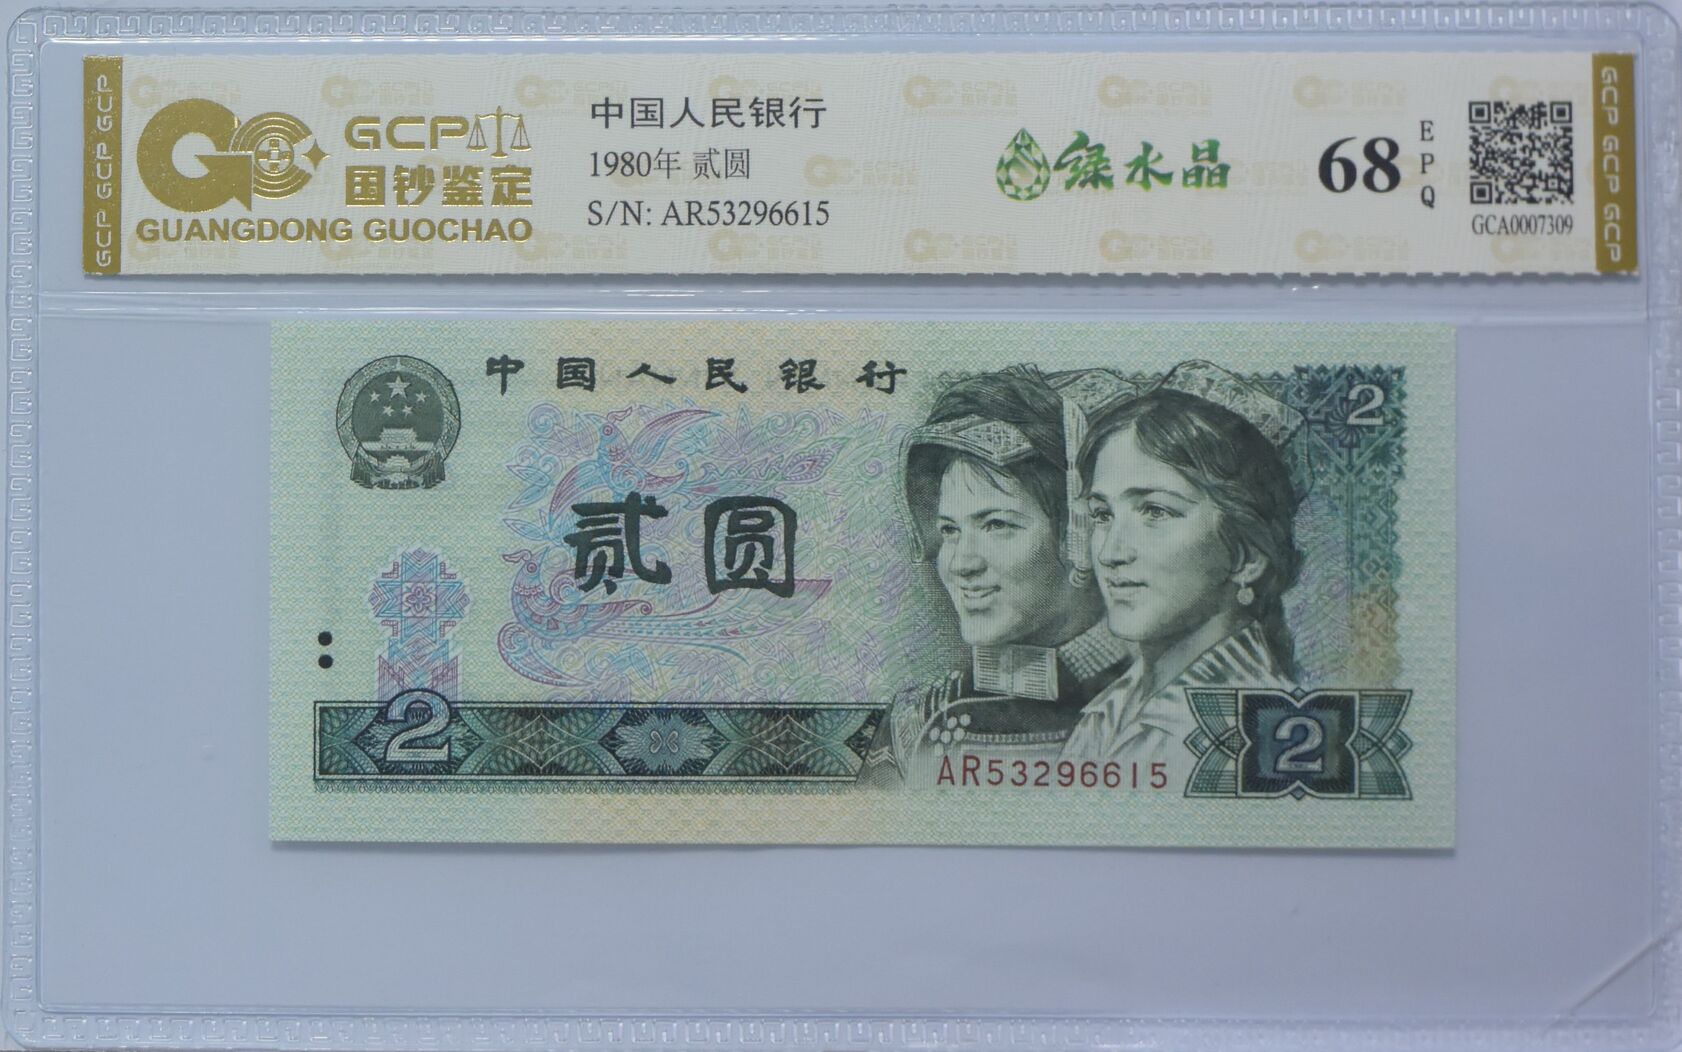 GCP GCP GCP
GCP
国钞鉴定
GUANGDONG GUOCHAO
中国人民银行
1980年 贰圆
S/N: AR53296615
绿水晶
68
EPQ
GCA0007309
GCP GCP GCP
中国人民银行
2
贰圆
2
AR53296615
2